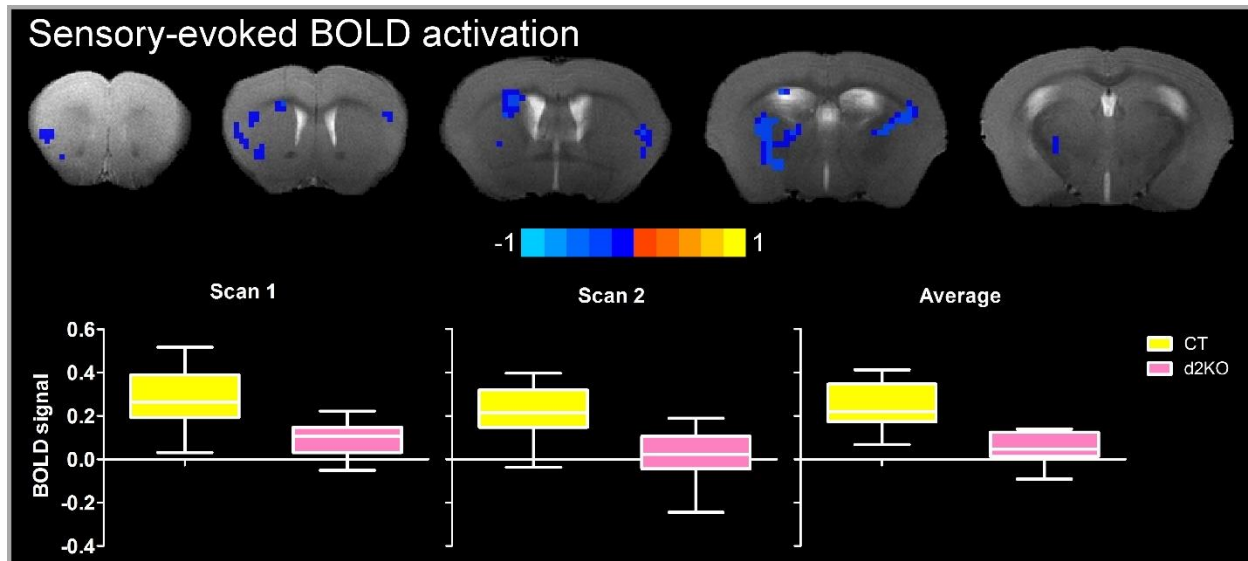 Sensory-evoked BOLD activation
-1 1
Scan 1 Scan 2 Average
BOLD signal
0.6
0.4
0.2
0.0
-0.2
-0.4
CT
d2KO